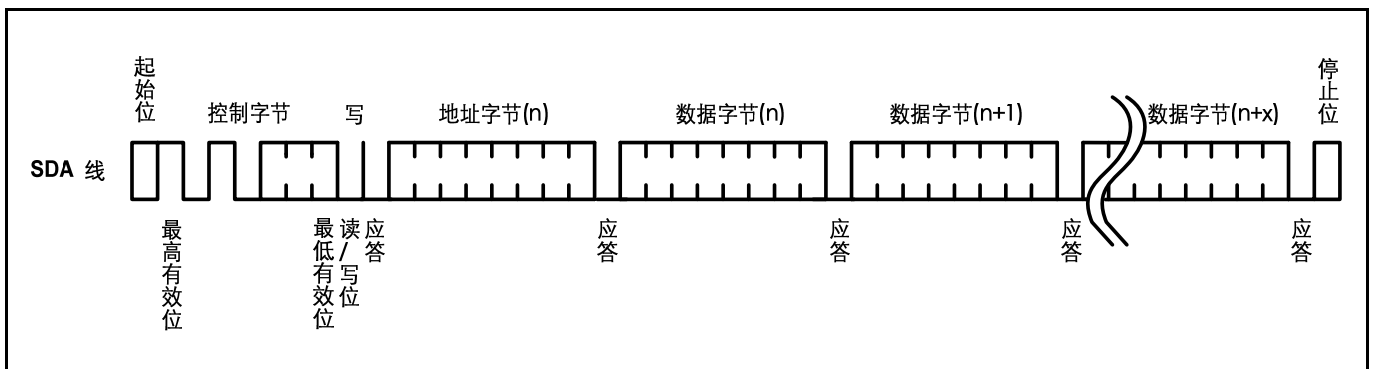 起始位
控制字节
写
地址字节(n)
数据字节(n)
数据字节(n+1)
数据字节(n+x)
停止位
SDA 线
最高有效位
最低有效位
读/写位
应答
应答
应答
应答
应答